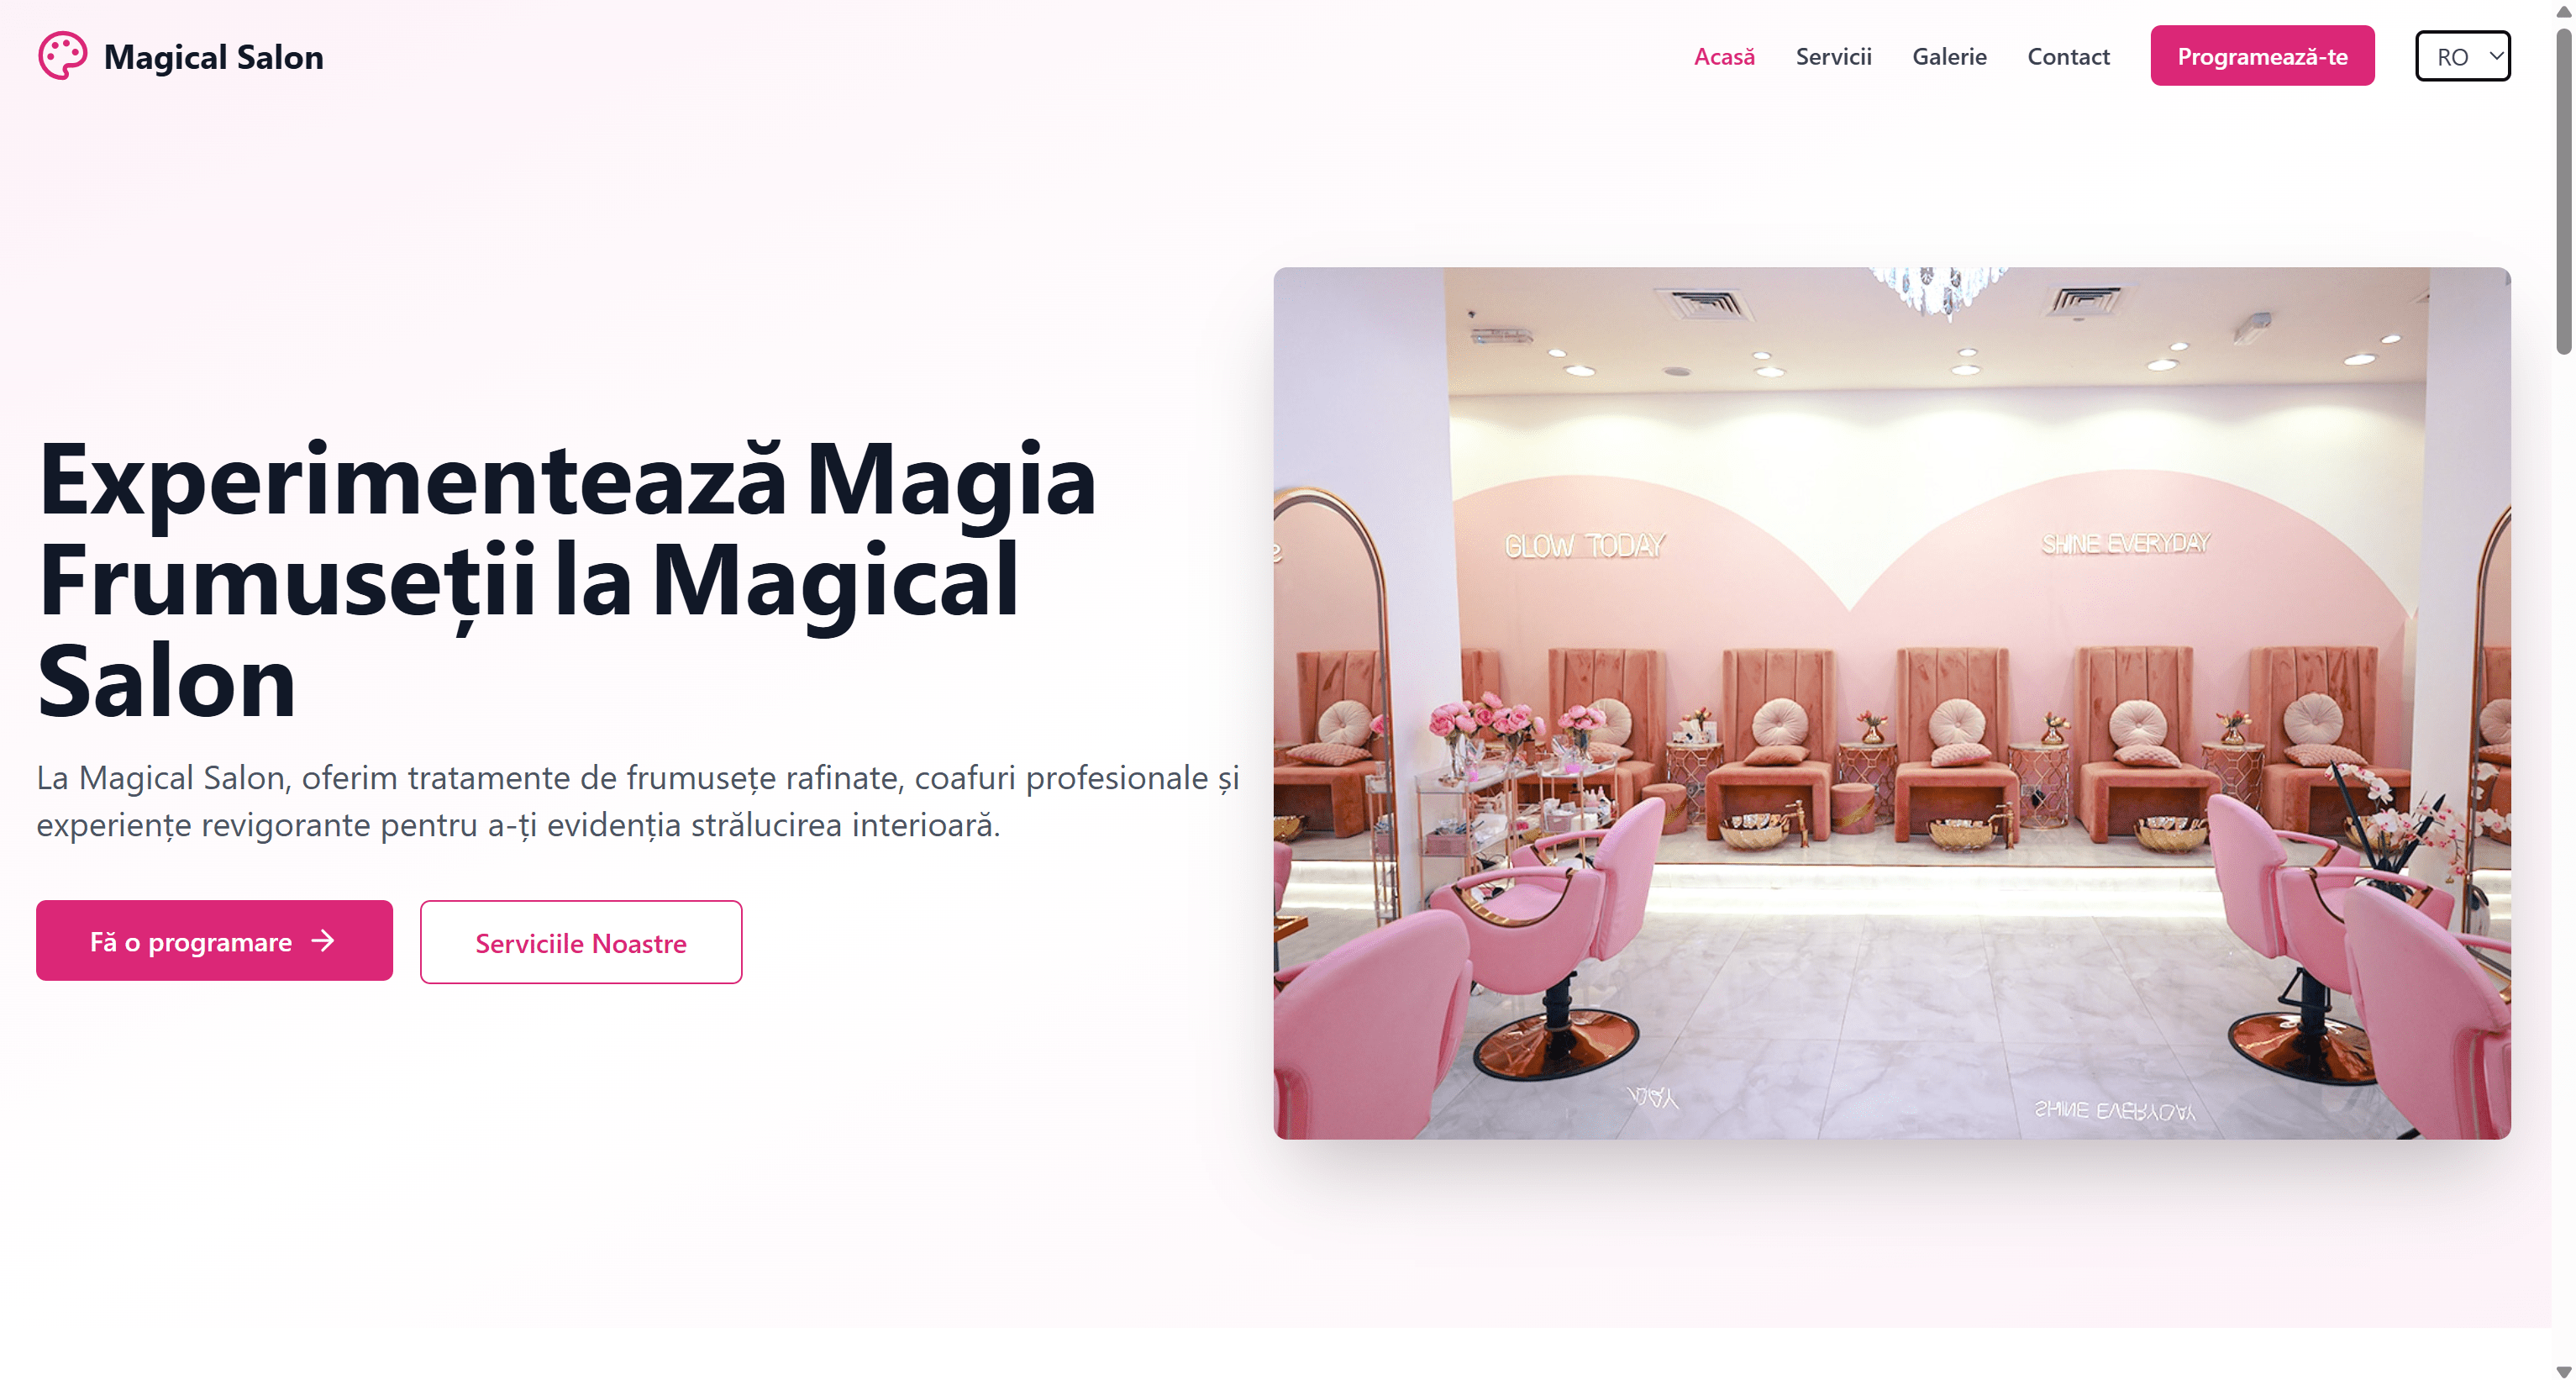 Magical Salon
Acasă
Servicii
Galerie
Contact
Programează-te
RO
Experimentează Magia
Frumuseții la Magical
Salon
La Magical Salon, oferim tratamente de frumusețe rafinate, coafuri profesionale și
experiențe revigorante pentru a-ți evidenția strălucirea interioară.
Fă o programare
Serviciile Noastre
GLOW TODAY
SHINE EVERYDAY
SHINE EVERYDAY